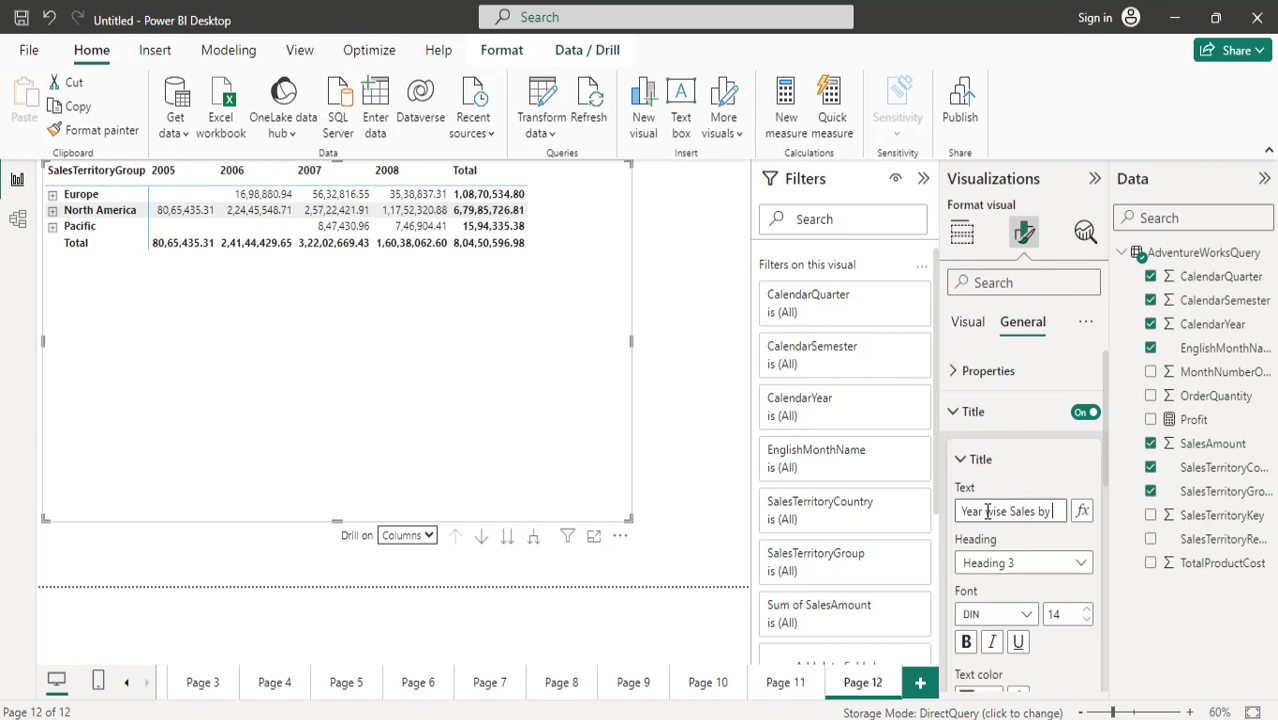 Untitled - Power BI Desktop
Search
Sign in
File
Home
Insert
Modeling
View
Optimize
Help
Format
Data / Drill
Share
Paste
Cut
Copy
Format painter
Clipboard
Get data
Excel workbook
OneLake data hub
SQL Server
Enter data
Dataverse
Recent sources
Data
Transform data
Refresh
Queries
New visual
Text box
More visuals
Insert
New measure
Quick measure
Calculations
Sensitivity
Sensitivity
Publish
Share
SalesTerritoryGroup 2005 2006 2007 2008 Total
Europe 16,98,880.94 56,32,816.55 35,38,837.31 1,08,70,534.80
North America 80,65,435.31 2,24,45,548.71 2,57,22,421.91 1,17,52,320.88 6,79,85,726.81
Pacific 8,47,430.96 7,46,904.41 15,94,335.38
Total 80,65,435.31 2,41,44,429.65 3,22,02,669.43 1,60,38,062.60 8,04,50,596.98
Drill on Columns
Filters
Search
Filters on this visual
CalendarQuarter
is (All)
CalendarSemester
is (All)
CalendarYear
is (All)
EnglishMonthName
is (All)
SalesTerritoryCountry
is (All)
SalesTerritoryGroup
is (All)
Sum of SalesAmount
is (All)
Visualizations
Format visual
Search
Visual
General
Properties
Title
On
Title
Text
Year wise Sales by
fx
Heading
Heading 3
Font
DIN
14
B I U
Text color
Data
Search
AdventureWorksQuery
CalendarQuarter
CalendarSemester
CalendarYear
EnglishMonthNa...
MonthNumberO...
OrderQuantity
Profit
SalesAmount
SalesTerritoryCo...
SalesTerritoryGro...
SalesTerritoryKey
SalesTerritoryRe...
TotalProductCost
Page 3
Page 4
Page 5
Page 6
Page 7
Page 8
Page 9
Page 10
Page 11
Page 12
Page 12 of 12
Storage Mode: DirectQuery (click to change)
60%